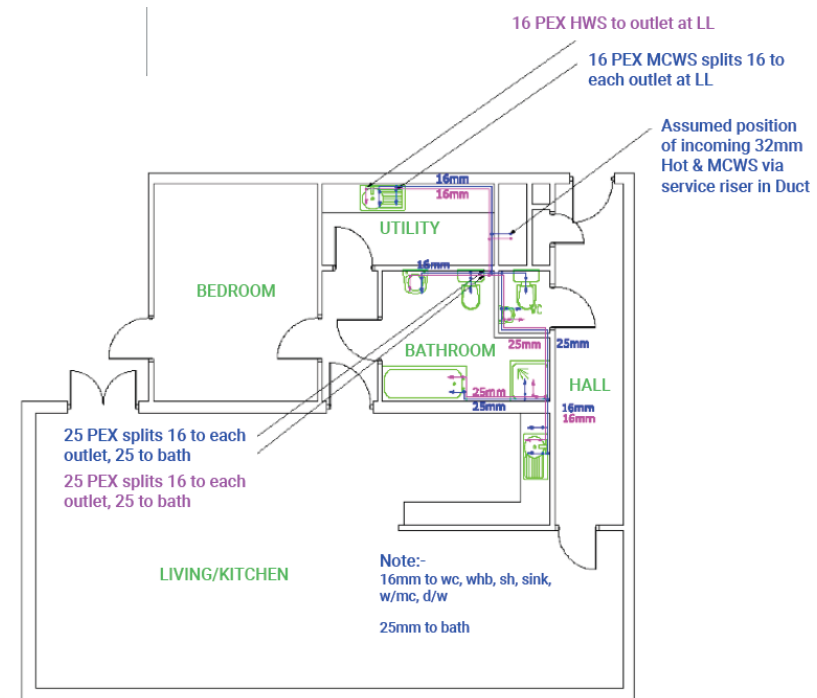 16 PEX HWS to outlet at LL
16 PEX MCWS splits 16 to
each outlet at LL
Assumed position
of incoming 32mm
Hot & MCWS via
service riser in Duct
16mm
16mm
UTILITY
16mm
BEDROOM
WC
25mm
25mm
BATHROOM
HALL
25mm
25mm
16mm
16mm
25 PEX splits 16 to each
outlet, 25 to bath
25 PEX splits 16 to each
outlet, 25 to bath
LIVING/KITCHEN
Note:-
16mm to wc, whb, sh, sink,
w/mc, d/w
25mm to bath